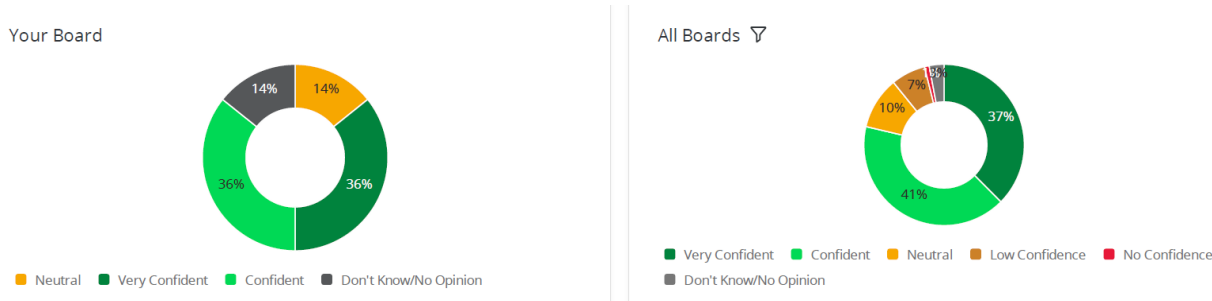 Your Board
14%
14%
36%
36%
Neutral Very Confident Confident Don't Know/No Opinion
All Boards
7%
10%
37%
41%
Very Confident Confident Neutral Low Confidence No Confidence
Don't Know/No Opinion